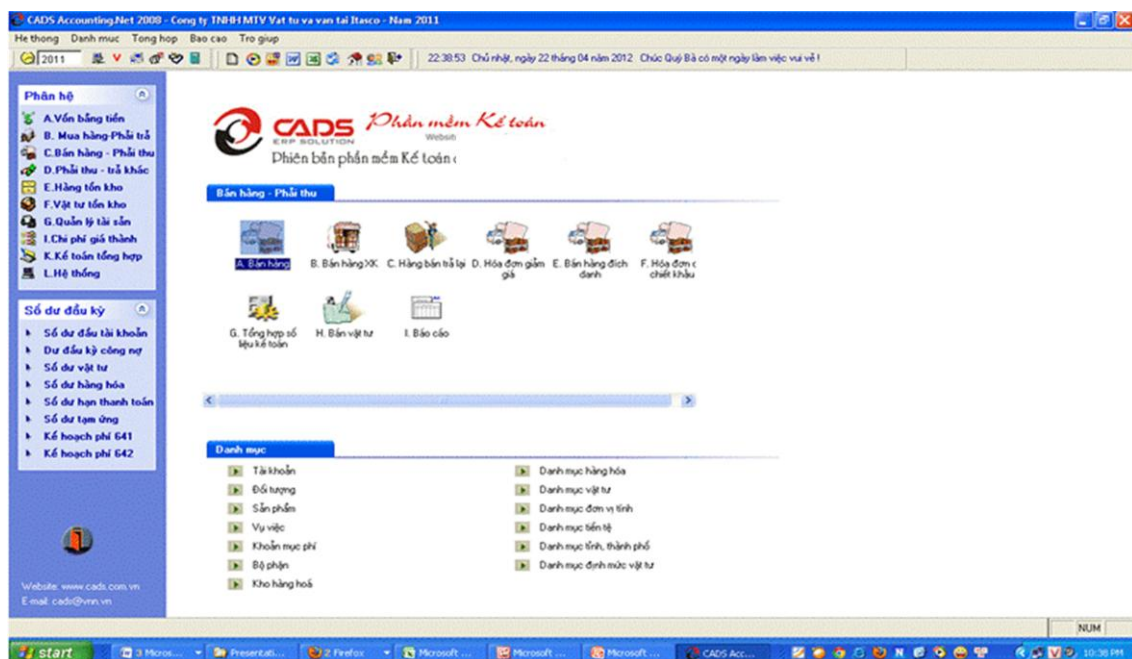 CADS Accounting.Net 2008 - Cong ty TNHH MTV Vat tu va van tai Itasco - Nam 2011
He thong Danh muc Tong hop Bao cao Tro giup
2011 22:38:53 Chủ nhật, ngày 22 tháng 04 năm 2012 Chúc Quý Bà có một ngày làm việc vui vẻ !
Phân hệ
A.Vốn bằng tiền
B. Mua hàng-Phải trả
C.Bán hàng - Phải thu
D.Phải thu - trả khác
E.Hàng tồn kho
F.Vật tư tồn kho
G.Quản lý tài sản
I.Chi phí giá thành
K.Kế toán tổng hợp
L.Hệ thống
Số dư đầu kỳ
Số dư đầu tài khoản
Dư đầu kỳ công nợ
Số dư vật tư
Số dư hàng hóa
Số dư hạn thanh toán
Số dư tạm ứng
Kế hoạch phí 641
Kế hoạch phí 642
Website: www.cads.com.vn
E-mail: cads@vnn.vn
CADS
ERP SOLUTION
Phần mềm Kế toán
Websit
Phiên bản phần mềm Kế toán
Bán hàng - Phải thu
A. Bán hàng
B. Bán hàng XK
C. Hàng bán trả lại
D. Hóa đơn giảm giá
E. Bán hàng đích danh
F. Hóa đơn c chiết khấu
G. Tổng hợp số liệu kế toán
H. Bán vật tư
I. Báo cáo
Danh mục
Tài khoản
Đối tượng
Sản phẩm
Vụ việc
Khoản mục phí
Bộ phận
Kho hàng hoá
Danh mục hàng hóa
Danh mục vật tư
Danh mục đơn vị tính
Danh mục tiền tệ
Danh mục tỉnh, thành phố
Danh mục định mức vật tư
NUM
start 3 Micros... Presentati... 2 Firefox Microsoft ... Microsoft ... Microsoft ... CADS Acc... 10:38 PM